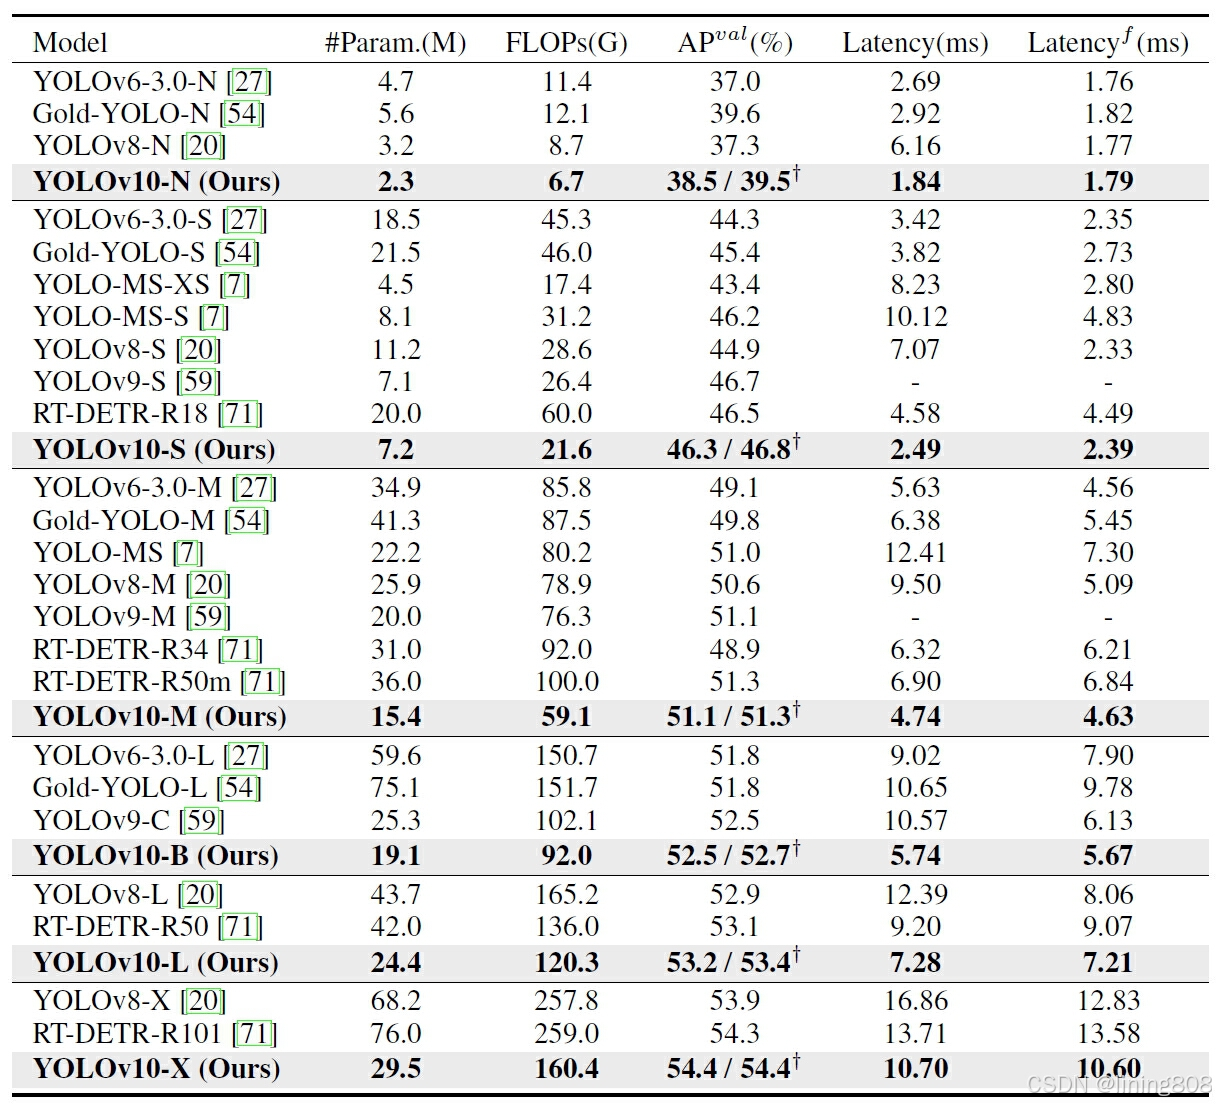 Model #Param.(M) FLOPs(G) APval(%) Latency(ms) Latencyf(ms)
YOLOv6-3.0-N [27] 4.7 11.4 37.0 2.69 1.76
Gold-YOLO-N [54] 5.6 12.1 39.6 2.92 1.82
YOLOv8-N [20] 3.2 8.7 37.3 6.16 1.77
YOLOv10-N (Ours) 2.3 6.7 38.5 / 39.5† 1.84 1.79
YOLOv6-3.0-S [27] 18.5 45.3 44.3 3.42 2.35
Gold-YOLO-S [54] 21.5 46.0 45.4 3.82 2.73
YOLO-MS-XS [7] 4.5 17.4 43.4 8.23 2.80
YOLO-MS-S [7] 8.1 31.2 46.2 10.12 4.83
YOLOv8-S [20] 11.2 28.6 44.9 7.07 2.33
YOLOv9-S [59] 7.1 26.4 46.7 - -
RT-DETR-R18 [71] 20.0 60.0 46.5 4.58 4.49
YOLOv10-S (Ours) 7.2 21.6 46.3 / 46.8† 2.49 2.39
YOLOv6-3.0-M [27] 34.9 85.8 49.1 5.63 4.56
Gold-YOLO-M [54] 41.3 87.5 49.8 6.38 5.45
YOLO-MS [7] 22.2 80.2 51.0 12.41 7.30
YOLOv8-M [20] 25.9 78.9 50.6 9.50 5.09
YOLOv9-M [59] 20.0 76.3 51.1 - -
RT-DETR-R34 [71] 31.0 92.0 48.9 6.32 6.21
RT-DETR-R50m [71] 36.0 100.0 51.3 6.90 6.84
YOLOv10-M (Ours) 15.4 59.1 51.1 / 51.3† 4.74 4.63
YOLOv6-3.0-L [27] 59.6 150.7 51.8 9.02 7.90
Gold-YOLO-L [54] 75.1 151.7 51.8 10.65 9.78
YOLOv9-C [59] 25.3 102.1 52.5 10.57 6.13
YOLOv10-B (Ours) 19.1 92.0 52.5 / 52.7† 5.74 5.67
YOLOv8-L [20] 43.7 165.2 52.9 12.39 8.06
RT-DETR-R50 [71] 42.0 136.0 53.1 9.20 9.07
YOLOv10-L (Ours) 24.4 120.3 53.2 / 53.4† 7.28 7.21
YOLOv8-X [20] 68.2 257.8 53.9 16.86 12.83
RT-DETR-R101 [71] 76.0 259.0 54.3 13.71 13.58
YOLOv10-X (Ours) 29.5 160.4 54.4 / 54.4† 10.70 10.60
CSDN @lining808